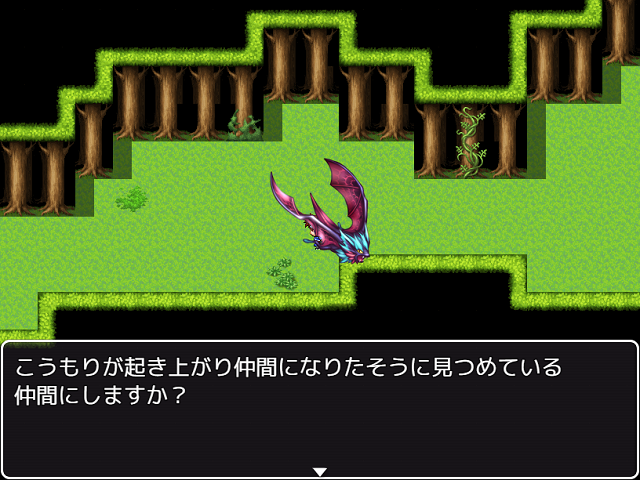 こうもりが起き上がり仲間になりたそうに見つめている
仲間にしますか？